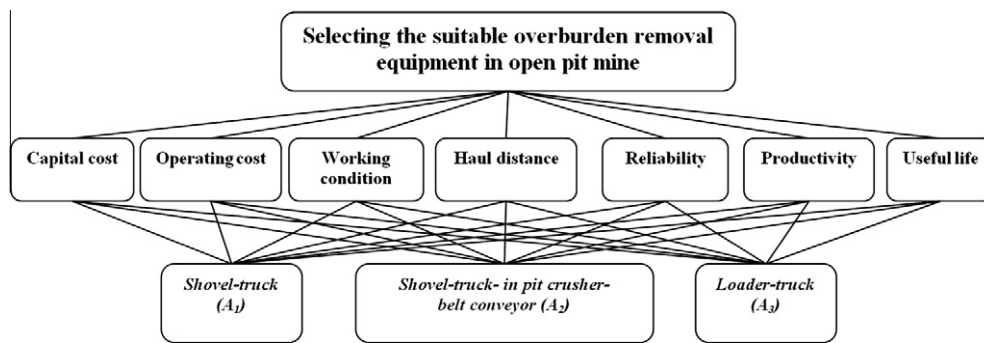 Selecting the suitable overburden removal
equipment in open pit mine
Capital cost
Operating cost
Working
condition
Haul distance
Reliability
Productivity
Useful life
Shovel-truck
(A₁)
Shovel-truck- in pit crusher-
belt conveyor (A₂)
Loader-truck
(A₃)